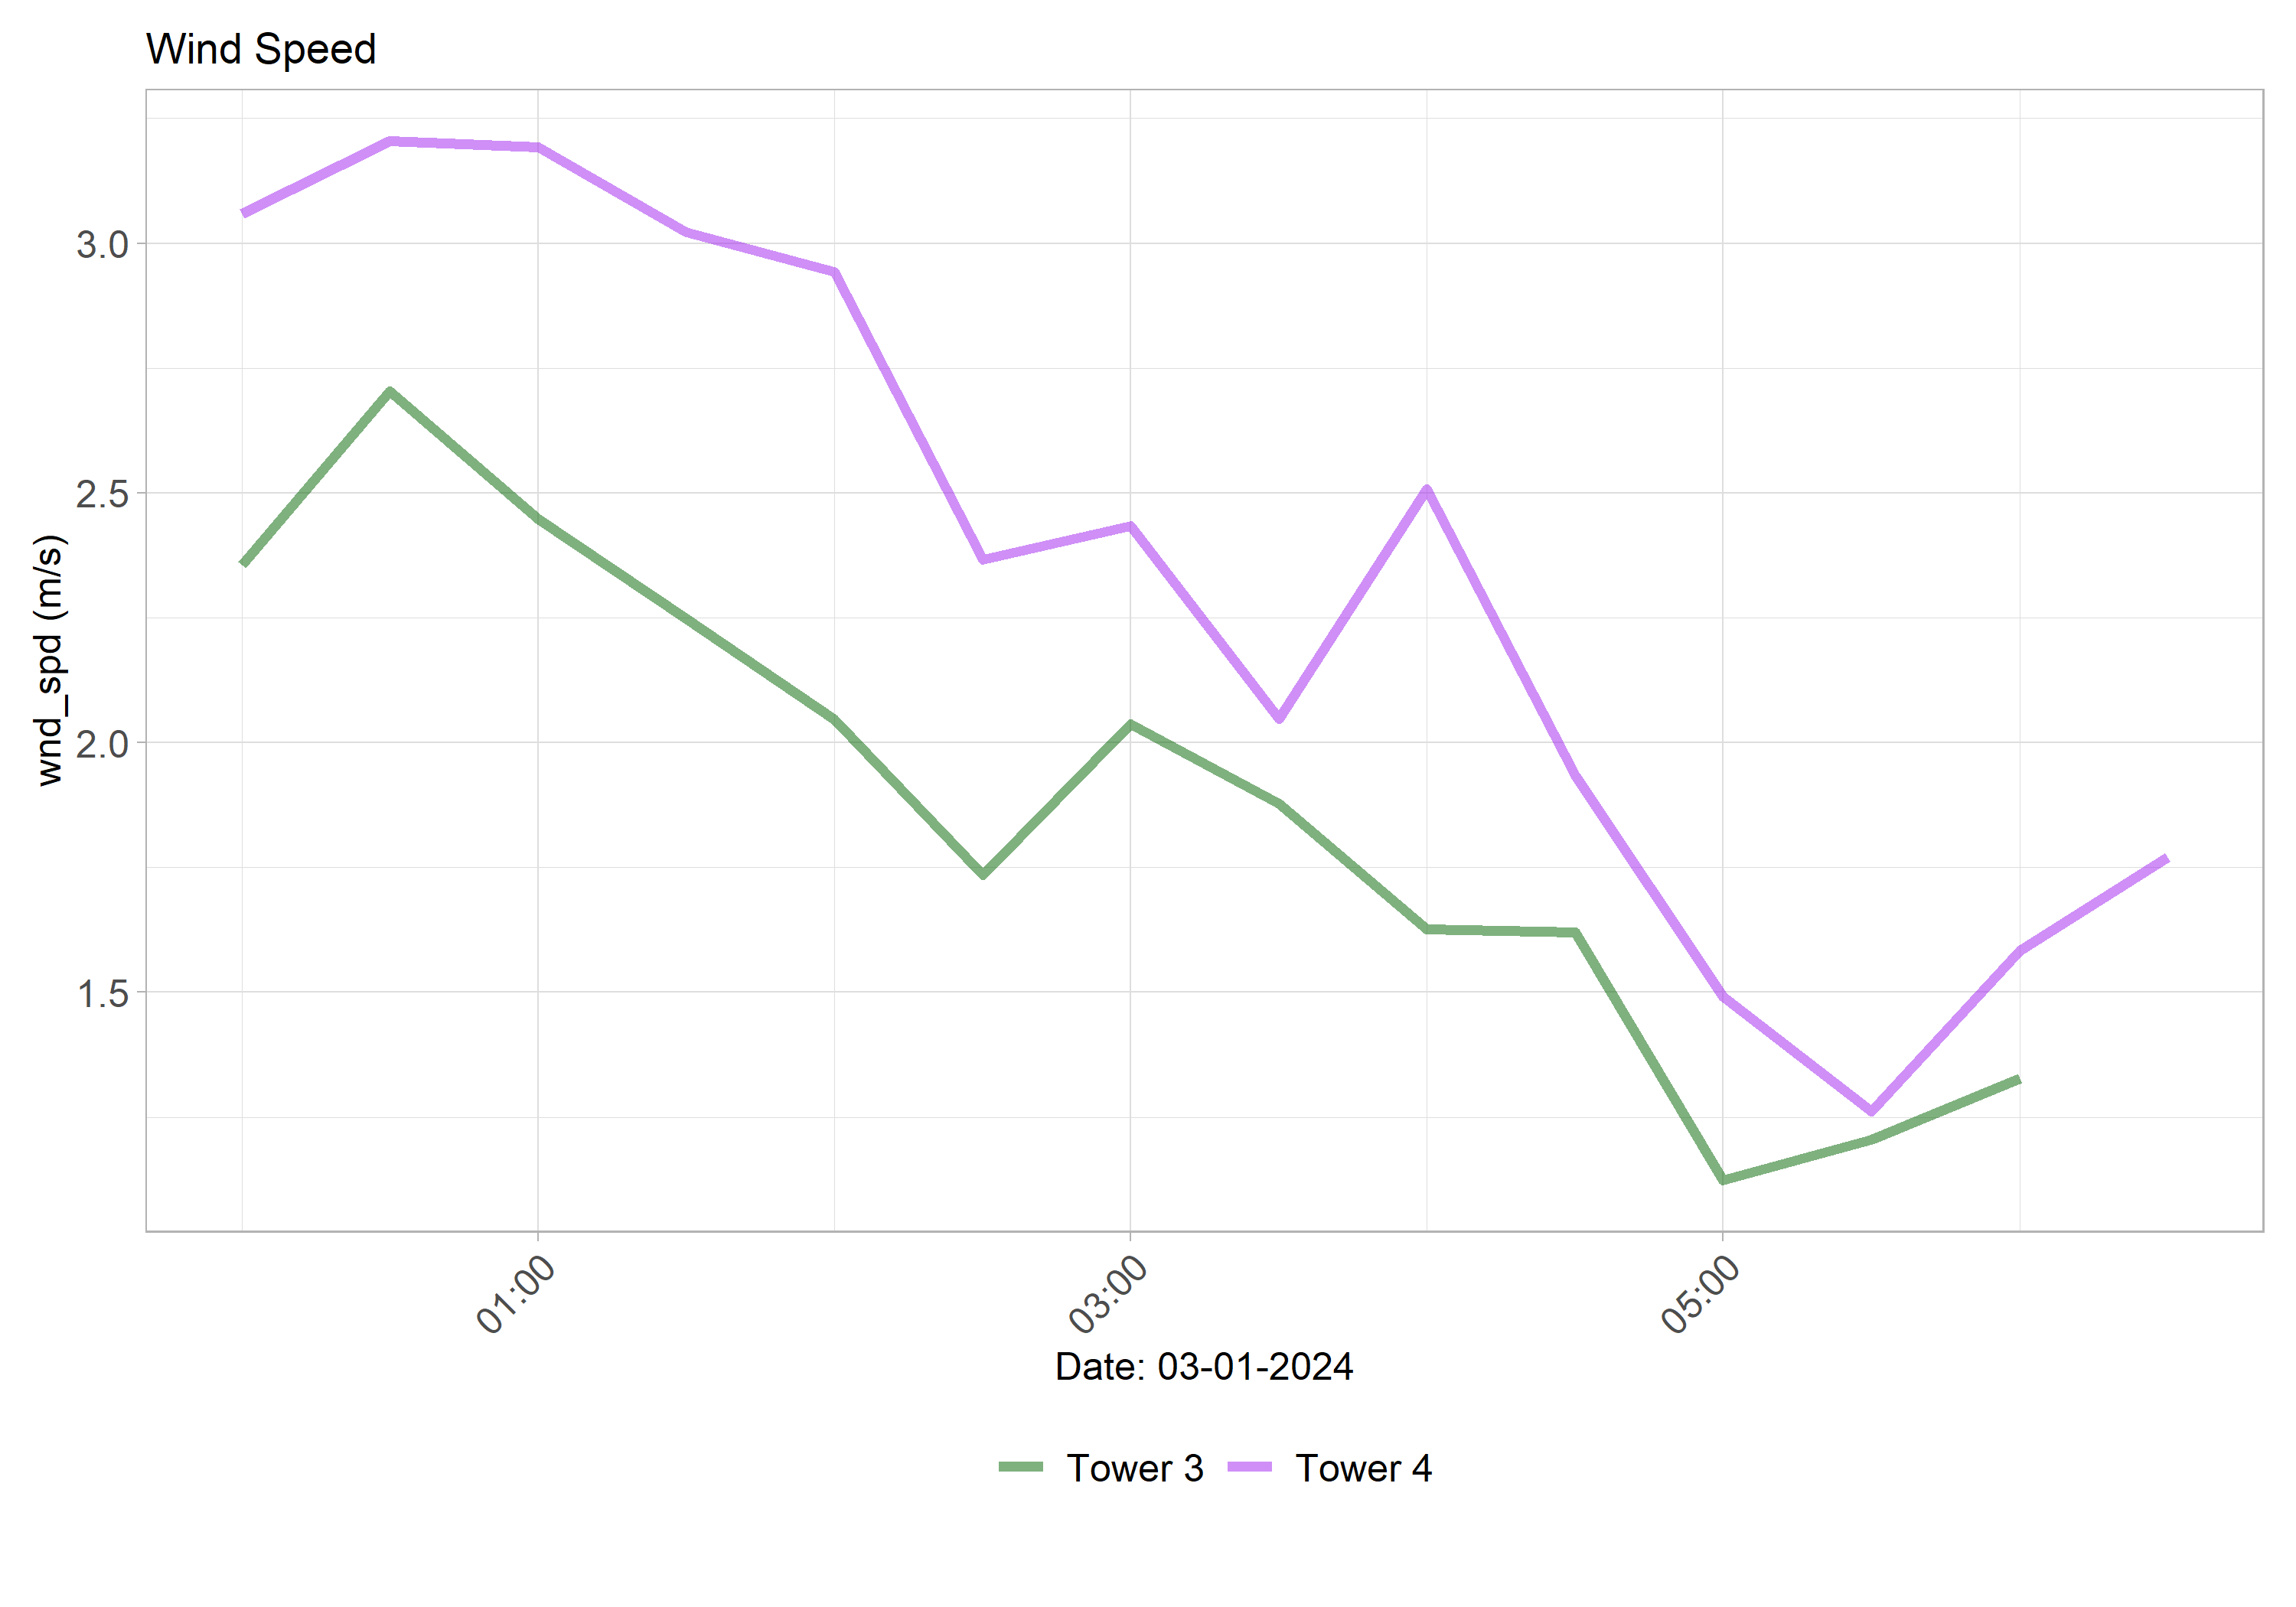 Wind Speed
wnd_spd (m/s)
3.0
2.5
2.0
1.5
01:00
03:00
05:00
Date: 03-01-2024
Tower 3
Tower 4